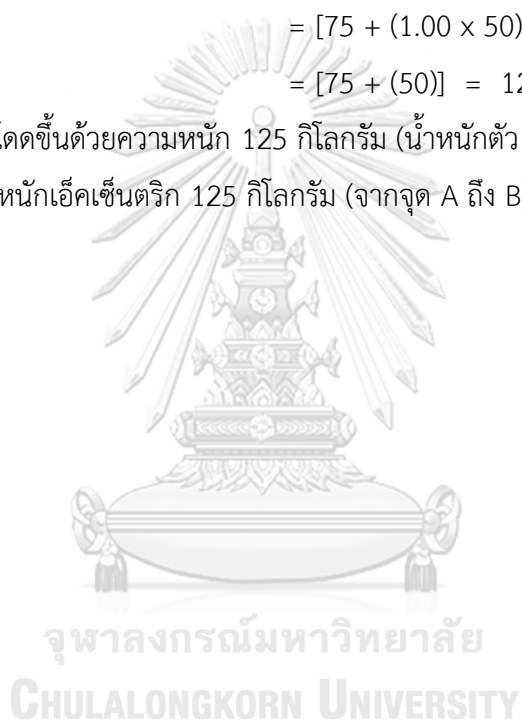 = [75 + (1.00 x 50)
= [75 + (50)] = 12
โดดขึ้นด้วยความหนัก 125 กิโลกรัม (น้ำหนักตัว
หนักเอ็คเซ็นตริก 125 กิโลกรัม (จากจุด A ถึง B
จุฬาลงกรณ์มหาวิทยาลัย
CHULALONGKORN UNIVERSITY